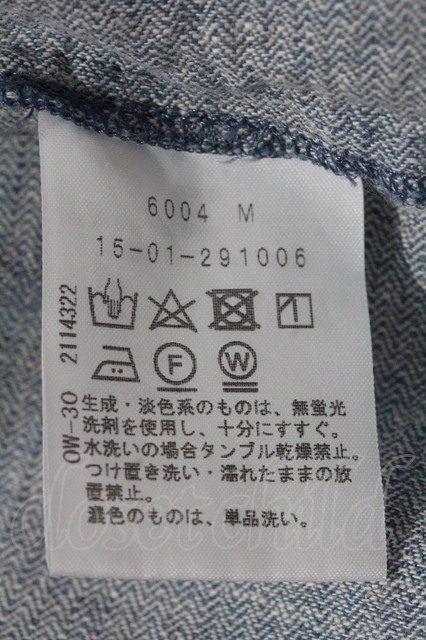 6004 M
15-01-291006
2114322
F
W
OW-30
生成・淡色系のものは、無蛍光
洗剤を使用し、十分にすすぐ。
水洗いの場合タンブル乾燥禁止。
つけ置き洗い・濡れたままの放
置禁止。
濃色のものは、単品洗い。
closet child